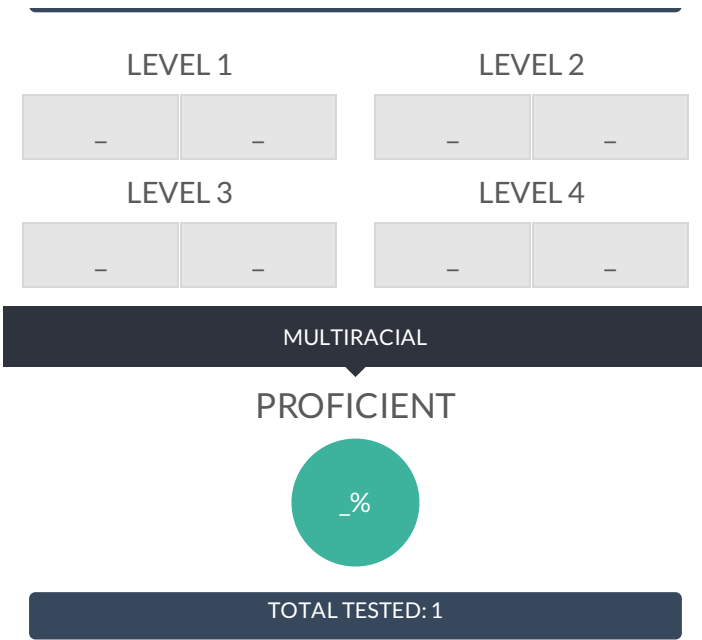 LEVEL 1 LEVEL 2
_ _ _ _
LEVEL 3 LEVEL 4
_ _ _ _
MULTIRACIAL
PROFICIENT
_%
TOTAL TESTED: 1